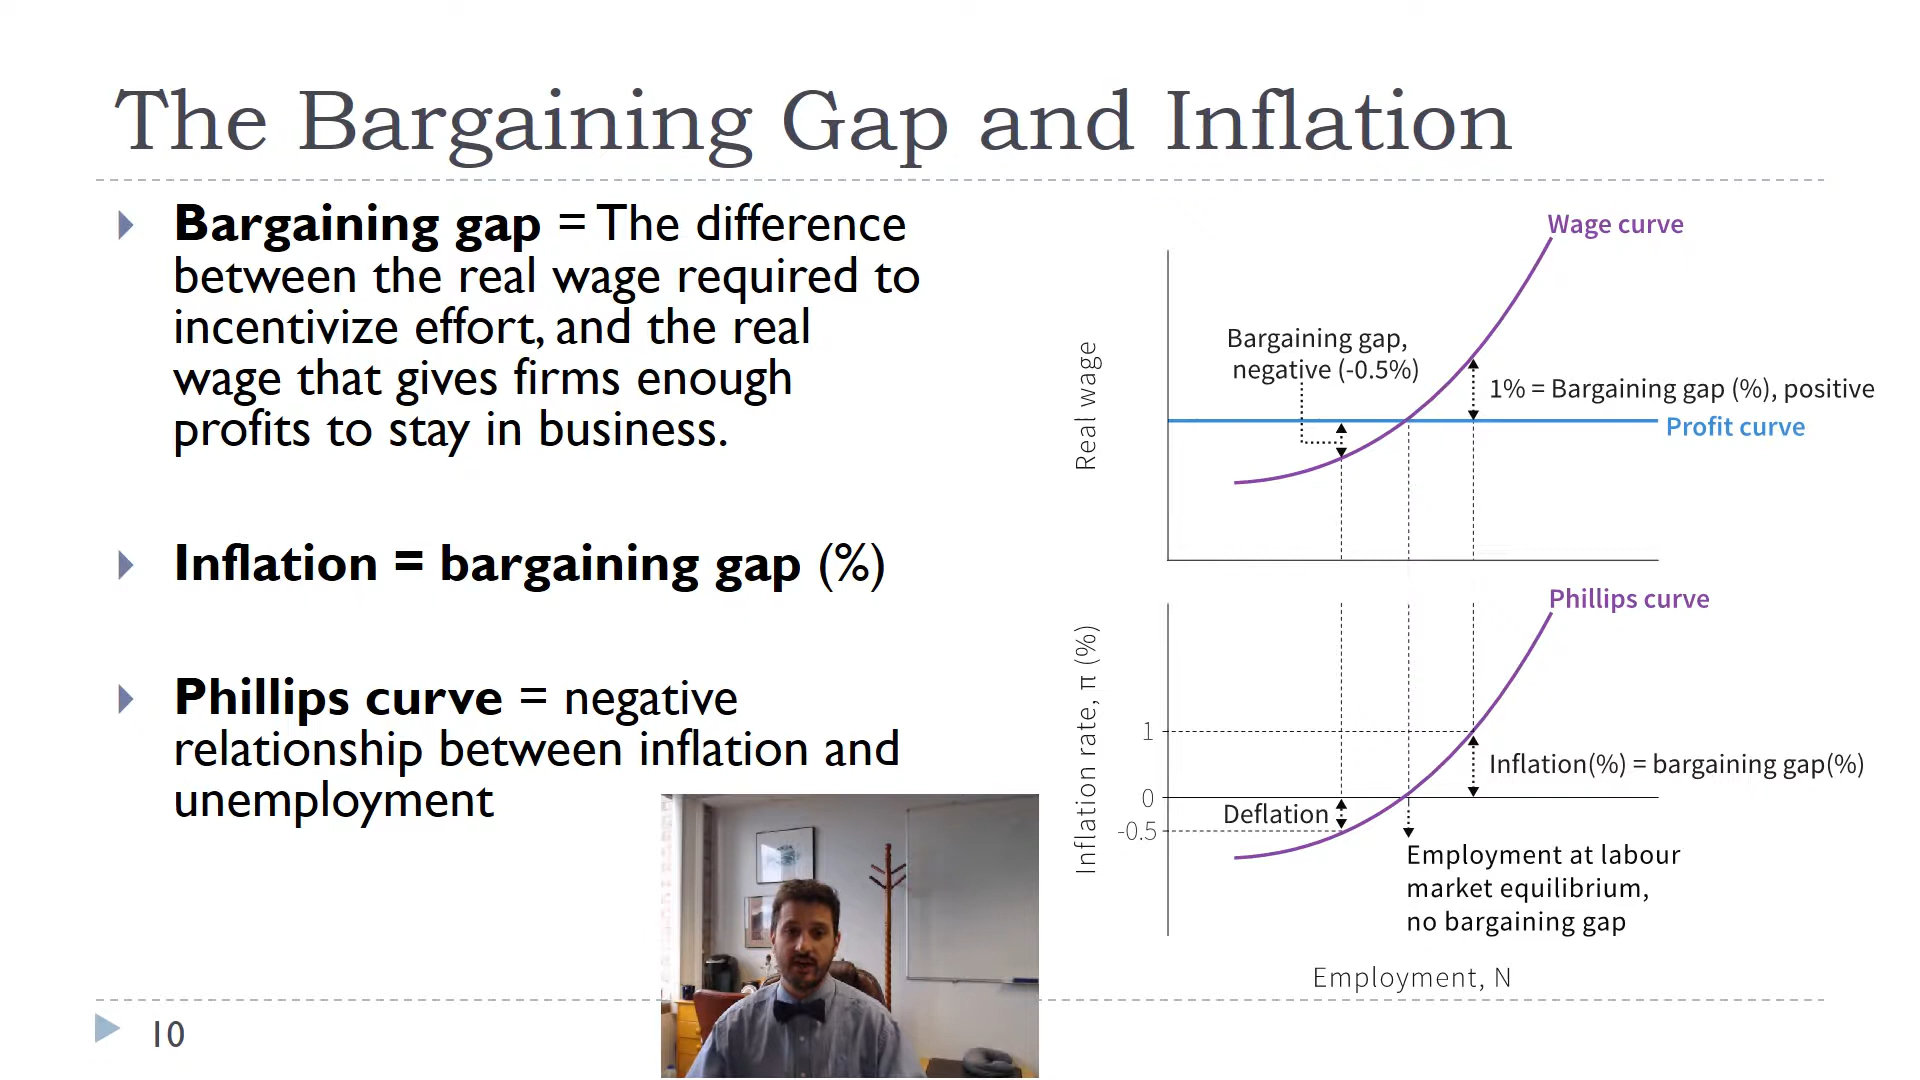 The Bargaining Gap and Inflation
Bargaining gap = The difference
between the real wage required to
incentivize effort, and the real
wage that gives firms enough
profits to stay in business.
Inflation = bargaining gap (%)
Phillips curve = negative
relationship between inflation and
unemployment
10
Wage curve
Bargaining gap,
negative (-0.5%)
1% = Bargaining gap (%), positive
Profit curve
Real wage
Phillips curve
Inflation rate, π (%)
1
0
-0.5
Inflation(%) = bargaining gap(%)
Deflation
Employment at labour
market equilibrium,
no bargaining gap
Employment, N